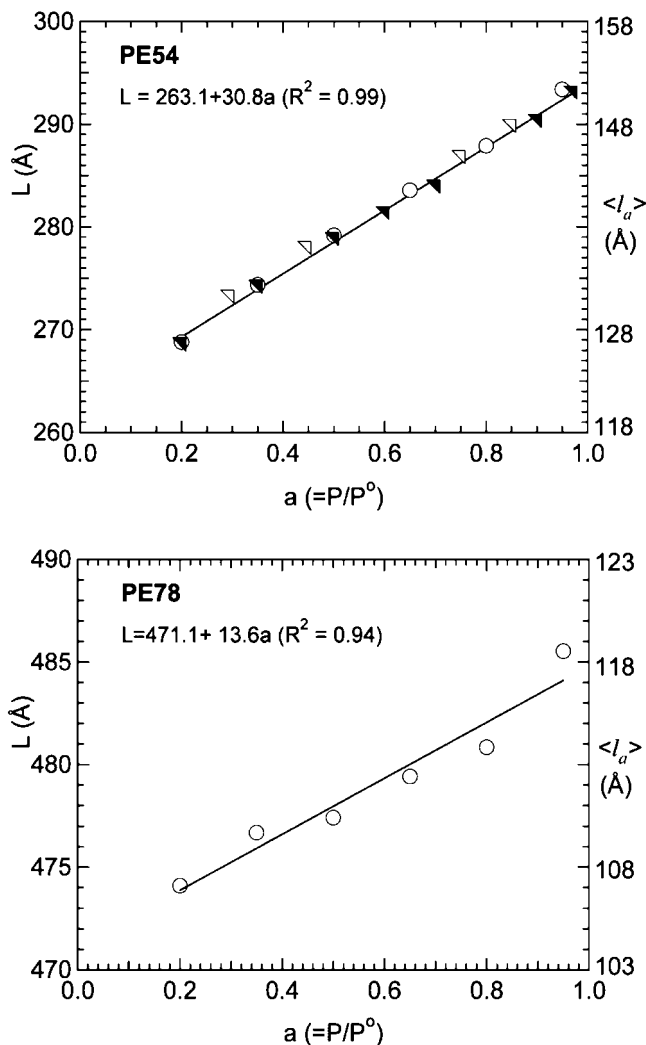 300
158
PE54
L = 263.1+30.8a (R² = 0.99)
290
148
L (Å)
<lₐ>
280
(Å)
270
128
260
118
0.0 0.2 0.4 0.6 0.8 1.0
a (=P/Pᵒ)
490
123
PE78
L=471.1+ 13.6a (R² = 0.94)
485
118
L (Å)
<lₐ>
480
(Å)
475
108
470
103
0.0 0.2 0.4 0.6 0.8 1.0
a (=P/Pᵒ)